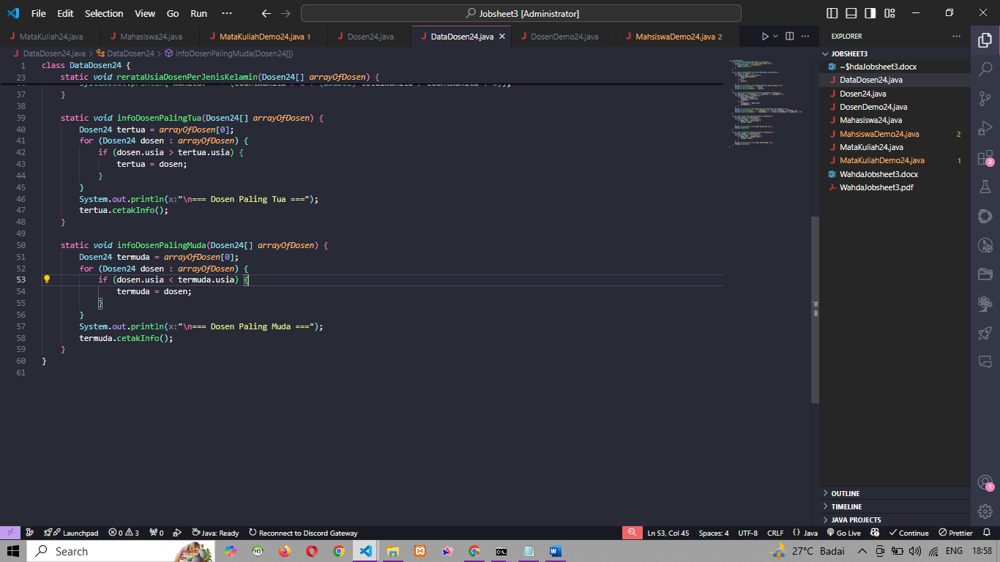 File Edit Selection View Go Run ··· Jobsheet3 [Administrator]
MataKuliah24.java Mahasiswa24.java MataKuliahDemo24.java 1 Dosen24.java DataDosen24.java DosenDemo24.java MahsiswaDemo24.java 2
DataDosen24.java > DataDosen24 > infoDosenPalingMuda(Dosen24[])
1 class DataDosen24 {
23 static void rerataUsiaDosenPerJenisKelamin(Dosen24[] arrayOfDosen) {
37 }
38
39 static void infoDosenPalingTua(Dosen24[] arrayOfDosen) {
40 Dosen24 tertua = arrayOfDosen[0];
41 for (Dosen24 dosen : arrayOfDosen) {
42 if (dosen.usia > tertua.usia) {
43 tertua = dosen;
44 }
45 }
46 System.out.println(x:"\n=== Dosen Paling Tua ===");
47 tertua.cetakInfo();
48 }
49
50 static void infoDosenPalingMuda(Dosen24[] arrayOfDosen) {
51 Dosen24 termuda = arrayOfDosen[0];
52 for (Dosen24 dosen : arrayOfDosen) {
53 if (dosen.usia < termuda.usia) {
54 termuda = dosen;
55 }
56 }
57 System.out.println(x:"\n=== Dosen Paling Muda ===");
58 termuda.cetakInfo();
59 }
60 }
61
EXPLORER
JOBSHEET3
~$hdaJobsheet3.docx
DataDosen24.java
Dosen24.java
DosenDemo24.java
Mahasiswa24.java
MahsiswaDemo24.java 2
MataKuliah24.java
MataKuliahDemo24.java 1
WahdaJobsheet3.docx
WahdaJobsheet3.pdf
OUTLINE
TIMELINE
JAVA PROJECTS
2
1
Launchpad 0 3 0 Java: Ready Reconnect to Discord Gateway Ln 53, Col 45 Spaces: 4 UTF-8 CRLF {} Java Go Live Continue Prettier
Search 27°C Badai ENG 18:58